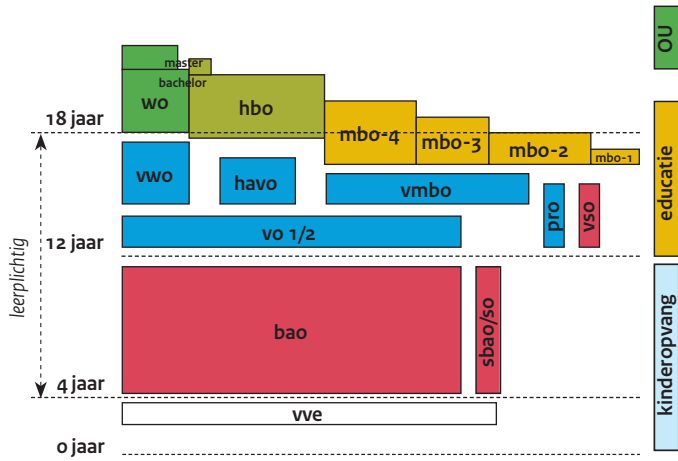 OU
master
bachelor
wo
hbo
18 jaar
mbo-4
mbo-3
mbo-2
mbo-1
vwo
havo
vmbo
pro
vso
educatie
vo 1/2
12 jaar
leerplichtig
bao
sbao/so
kinderopvang
4 jaar
vve
0 jaar